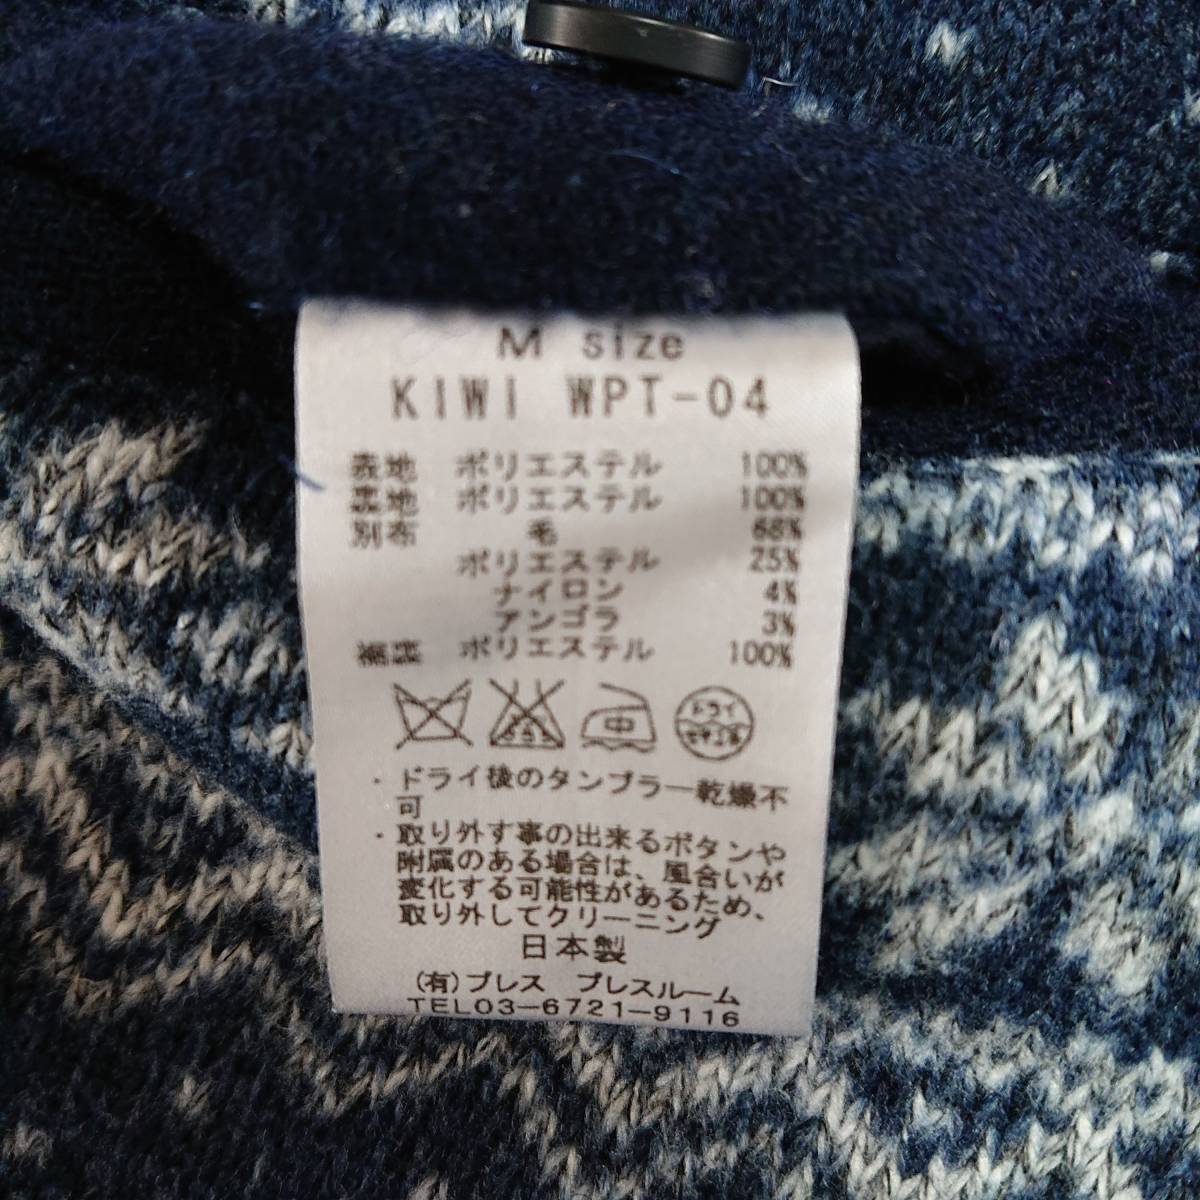 M size
KIWI WPT-04
表地 ポリエステル 100%
裏地 ポリエステル 100%
別布 毛 68%
ポリエステル 25%
ナイロン 4%
アンゴラ 3%
ポリエステル 100%
中 ドライ
セキユ系
・ドライ後のタンブラー乾燥不
可
・取り外す事の出来るボタンや
附属のある場合は、風合いが
変化する可能性があるため、
取り外してクリーニング
日本製
(有)プレス プレスルーム
TEL03-6721-9116